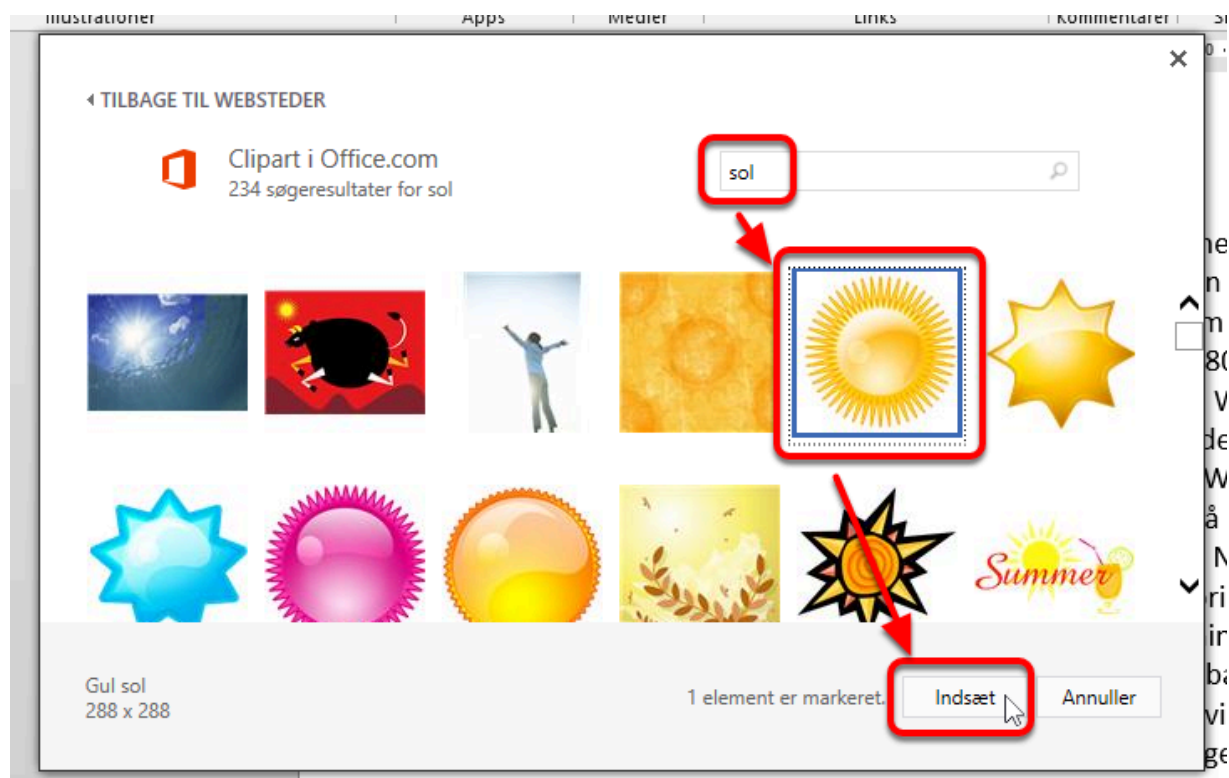 Illustrationer Apps Medier Links Kommentarer
TILBAGE TIL WEBSTEDER
Clipart i Office.com
234 søgeresultater for sol
sol
Summer
Gul sol
288 x 288
1 element er markeret.
Indsæt
Annuller